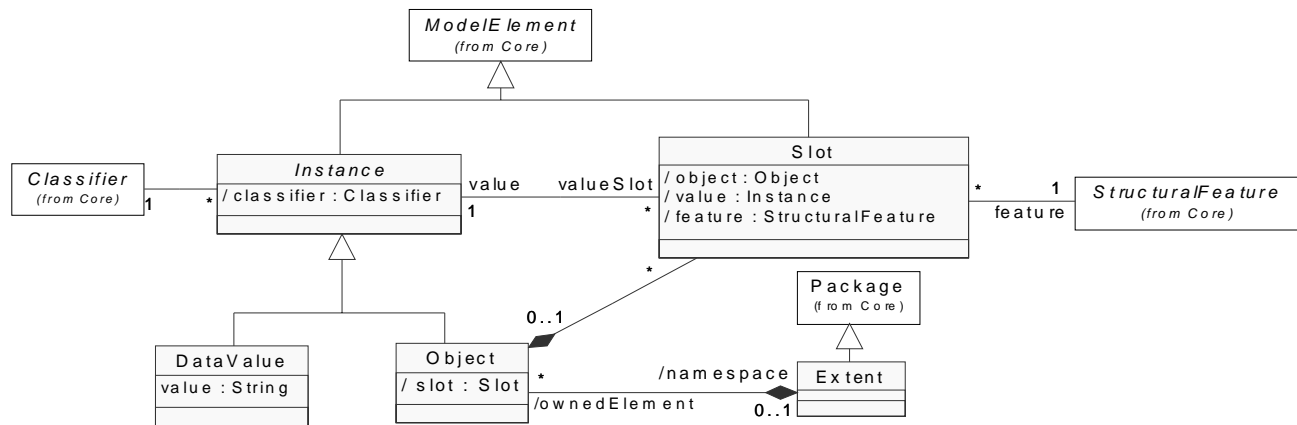 ModelElement
(from Core)
Classifier
(from Core)
1
*
Instance
/ classifier : Classifier
value
1
valueSlot
*
Slot
/ object : Object
/ value : Instance
/ feature : StructuralFeature
*
1
feature
StructuralFeature
(from Core)
*
0..1
Package
(from Core)
DataValue
value : String
Object
/ slot : Slot
*
/ownedElement
/namespace
0..1
Extent